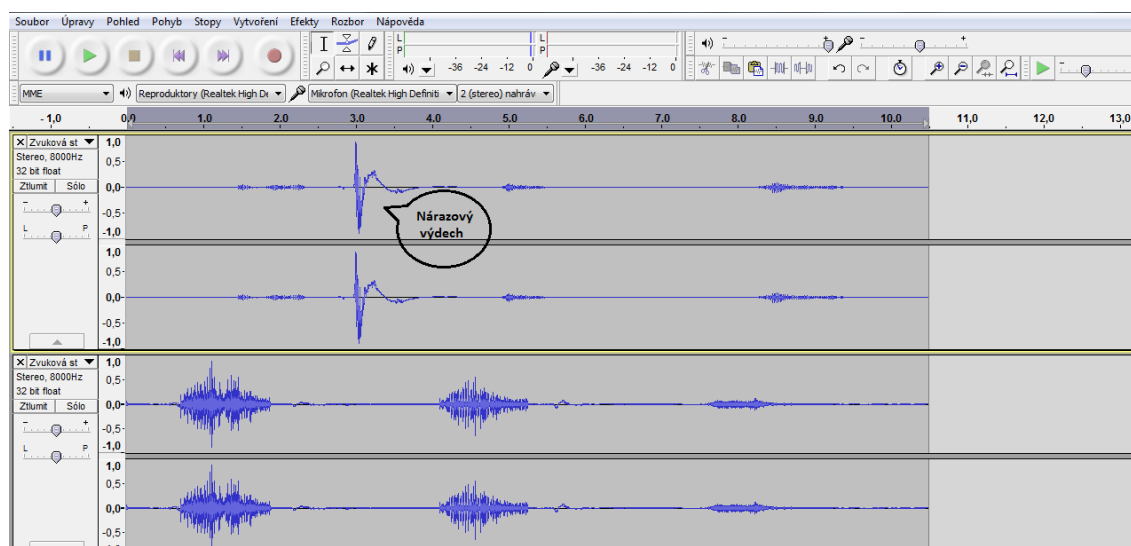 Soubor Úpravy Pohled Pohyb Stopy Vytvoření Efekty Rozbor Nápověda
L L
P P
-36 -24 -12 0 -36 -24 -12 0
MME Reproduktory (Realtek High De Mikrofon (Realtek High Definiti 2 (stereo) nahráv
- 1,0 0,0 1,0 2,0 3,0 4,0 5,0 6,0 7,0 8,0 9,0 10,0 11,0 12,0 13,0
Zvuková st 1,0
Stereo, 8000Hz 0,5
32 bit float
Ztlumit Sólo 0,0
- + -0,5
L P -1,0
Nárazový
výdech
1,0
0,5
0,0
-0,5
-1,0
Zvuková st 1,0
Stereo, 8000Hz 0,5
32 bit float
Ztlumit Sólo 0,0
- + -0,5
L P -1,0
1,0
0,5
0,0
-0,5